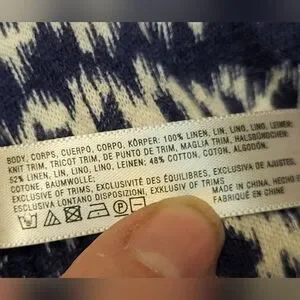 BODY, CORPS, CUERPO, CORPO, KÖRPER: 100% LINEN, LIN, LINO, LINO, LEINEN;
KNIT TRIM, TRICOT TRIM, DE PUNTO DE TRIM, MAGLIA TRIM, HALSBÜNDCHEN:
52% LINEN, LIN, LINO, LINO, LEINEN; 48% COTTON, COTON, ALGODÓN,
COTONE, BAUMWOLLE;
EXCLUSIVE OF TRIMS, EXCLUSIVITÉ DES ÉQUILIBRES, EXCLUSIVA DE AJUSTES,
ESCLUSIVA LONTANO DISPOSIZIONI, EXKLUSIV OF TRIMS
MADE IN CHINA, HECHO
FABRIQUÉ EN CHINE